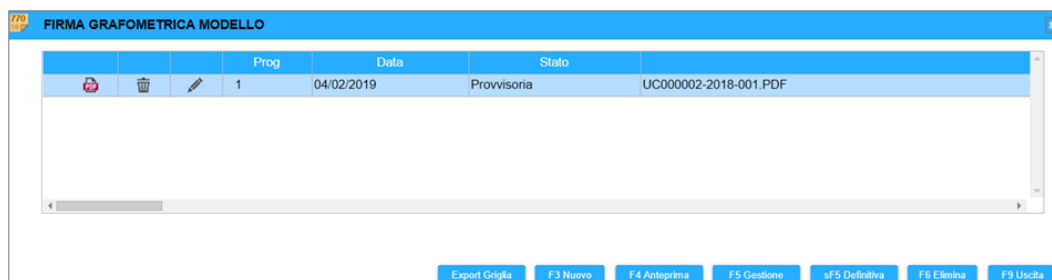 770
FIRMA GRAFOMETRICA MODELLO
Prog Data Stato
PDF 1 04/02/2019 Provvisoria UC000002-2018-001.PDF
Export Griglia F3 Nuovo F4 Anteprima F5 Gestione sF5 Definitiva F6 Elimina F9 Uscita